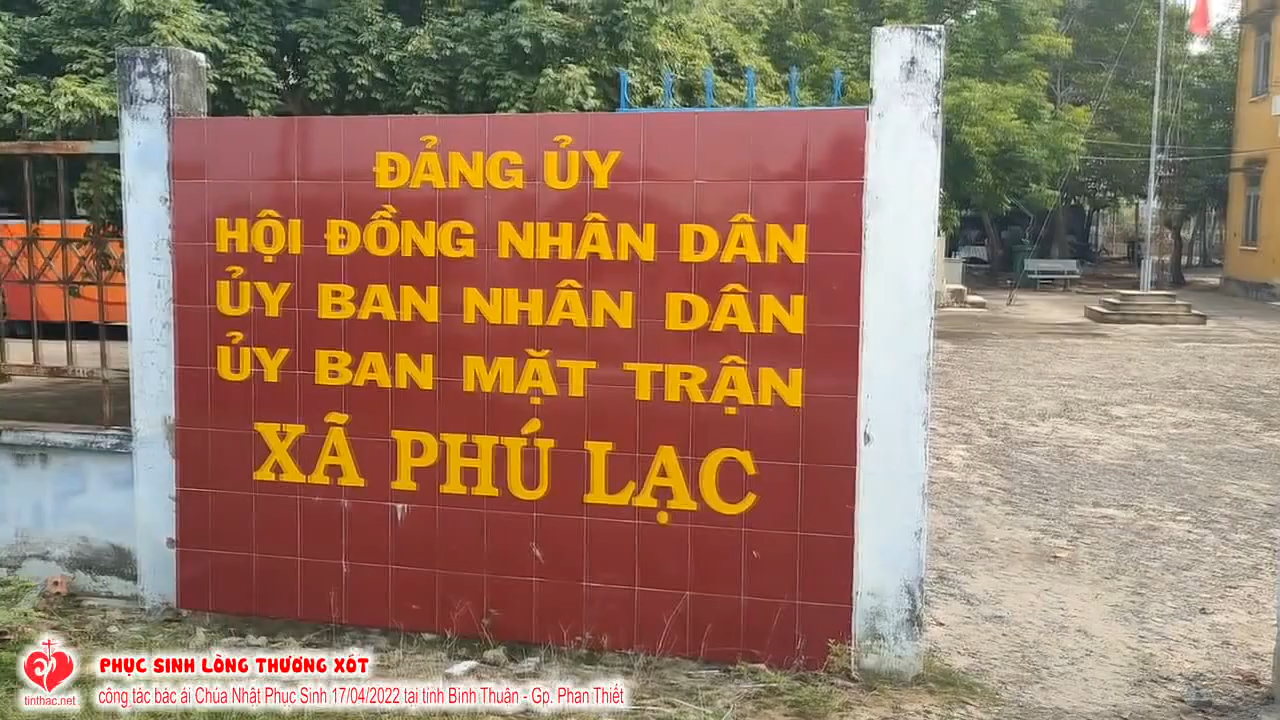 ĐẢNG ỦY
HỘI ĐỒNG NHÂN DÂN
ỦY BAN NHÂN DÂN
ỦY BAN MẶT TRẬN
XÃ PHÚ LẠC
PHỤC SINH LÒNG THƯƠNG XÓT
tinthac.net
công tác bác ái Chúa Nhật Phục Sinh 17/04/2022 tại tỉnh Bình Thuận - Gp. Phan Thiết